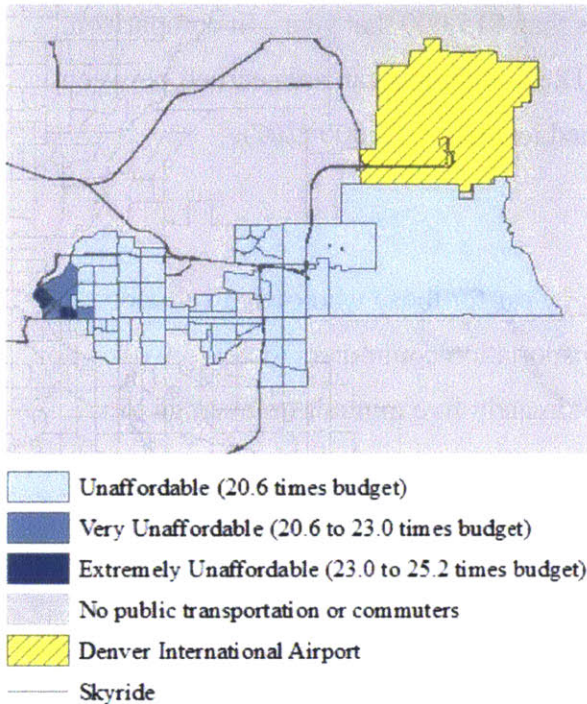 Unaffordable (20.6 times budget)
Very Unaffordable (20.6 to 23.0 times budget)
Extremely Unaffordable (23.0 to 25.2 times budget)
No public transportation or commuters
Denver International Airport
Skyride